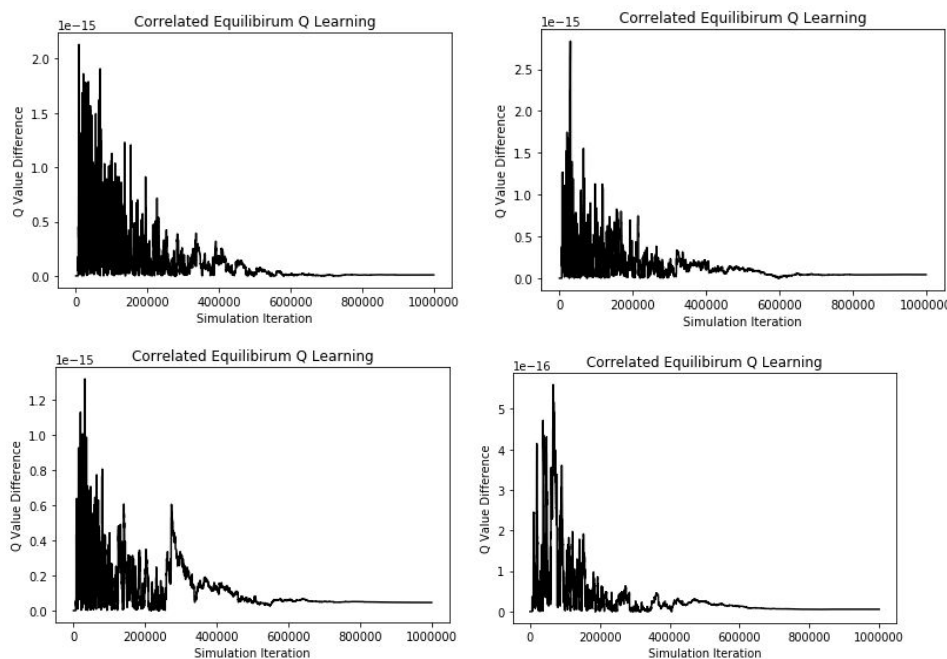 Correlated Equilibirum Q Learning
1e−15
2.0
1.5
1.0
0.5
0.0
Q Value Difference
0 200000 400000 600000 800000 1000000
Simulation Iteration
Correlated Equilibirum Q Learning
1e−15
2.5
2.0
1.5
1.0
0.5
0.0
Q Value Difference
0 200000 400000 600000 800000 1000000
Simulation Iteration
Correlated Equilibirum Q Learning
1e−15
1.2
1.0
0.8
0.6
0.4
0.2
0.0
Q Value Difference
0 200000 400000 600000 800000 1000000
Simulation Iteration
Correlated Equilibirum Q Learning
1e−16
5
4
3
2
1
0
Q Value Difference
0 200000 400000 600000 800000 1000000
Simulation Iteration